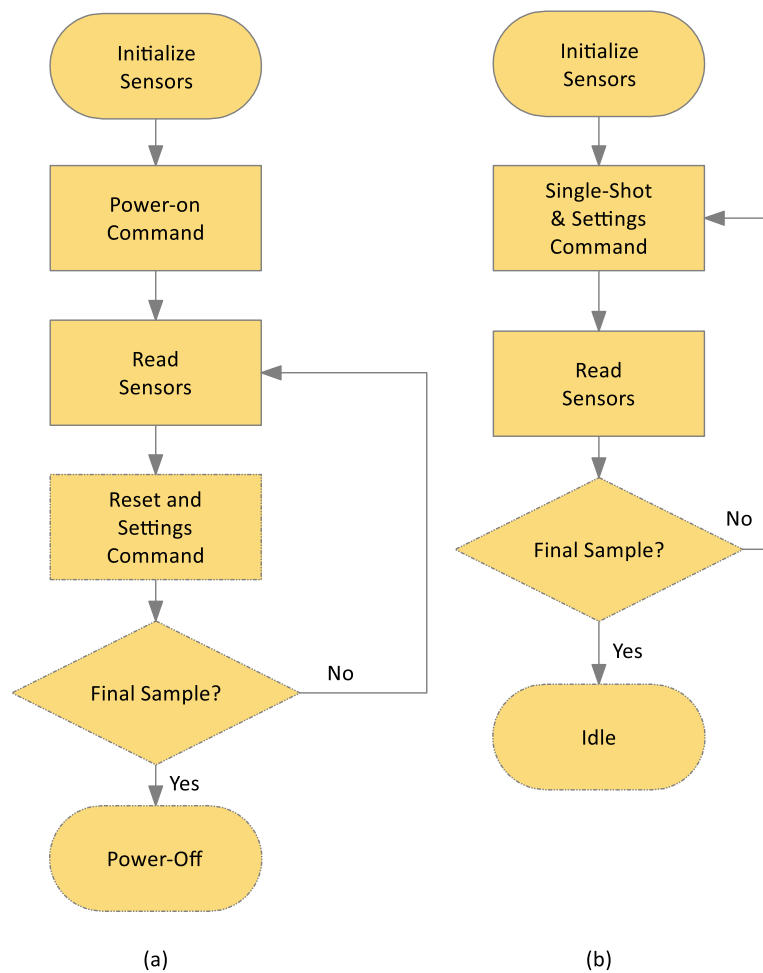 Initialize
Sensors
Power-on
Command
Read
Sensors
Reset and
Settings
Command
Final Sample?
No
Yes
Power-Off
(a)
Initialize
Sensors
Single-Shot
& Settings
Command
Read
Sensors
Final Sample?
No
Yes
Idle
(b)